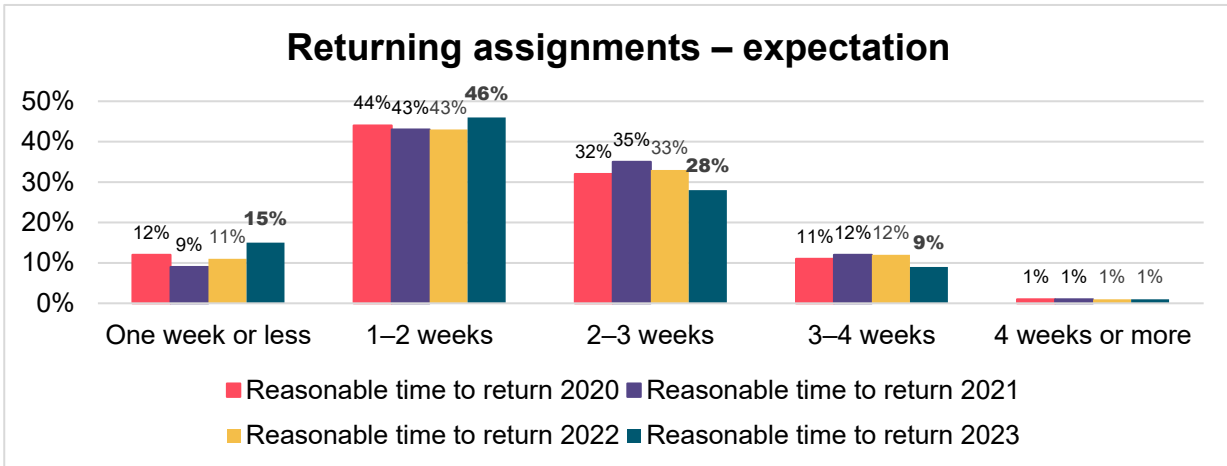 Returning assignments – expectation
50%
40%
30%
20%
10%
0%
12% 9% 11% 15%
44% 43% 43% 46%
32% 35% 33% 28%
11% 12% 12% 9%
1% 1% 1% 1%
One week or less 1–2 weeks 2–3 weeks 3–4 weeks 4 weeks or more
Reasonable time to return 2020 Reasonable time to return 2021
Reasonable time to return 2022 Reasonable time to return 2023